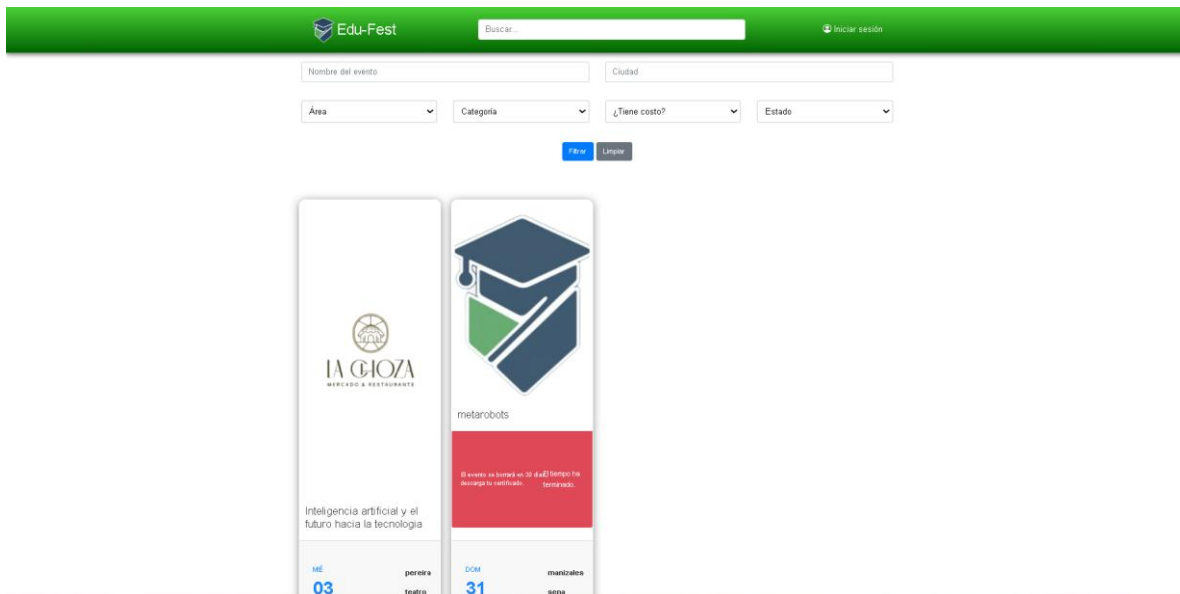 Edu-Fest
Buscar...
Iniciar sesión
Nombre del evento
Ciudad
Área
Categoría
¿Tiene costo?
Estado
Filtrar
Limpiar
LA CHOZA
MERCADO & RESTAURANTE
Inteligencia artificial y el
futuro hacia la tecnologia
MIÉ
03
pereira
teatro
metarobots
El evento se borrará en 30
descarga tu certificado.
El tiempo ha
terminado.
DOM
31
manizales
sena